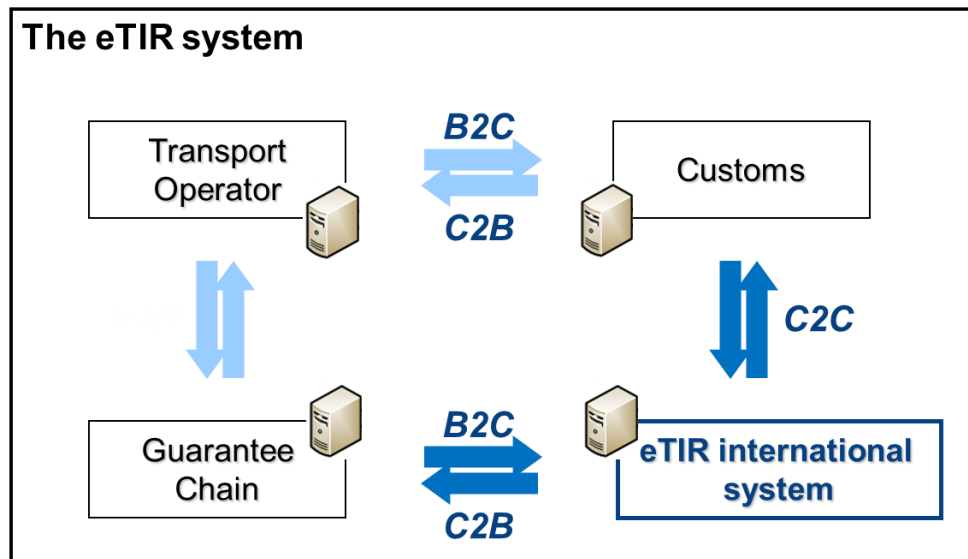 The eTIR system
B2C
Transport
Operator
Customs
C2B
C2C
B2C
Guarantee
Chain
eTIR international
system
C2B